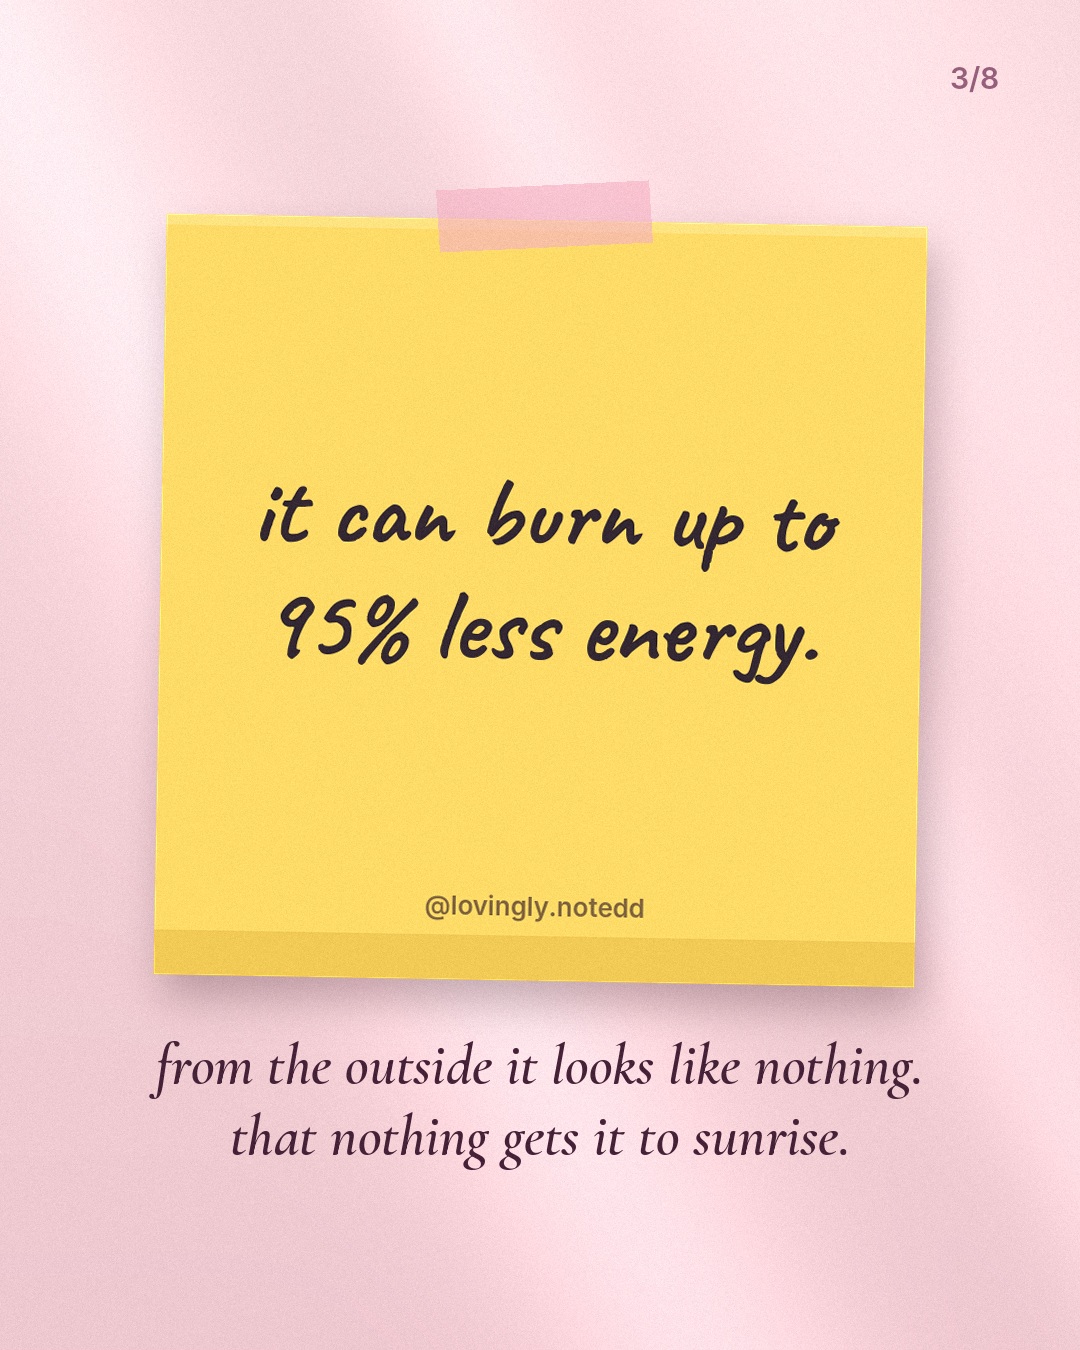 3/8
it can burn up to
95% less energy.
@lovingly.notedd
from the outside it looks like nothing.
that nothing gets it to sunrise.